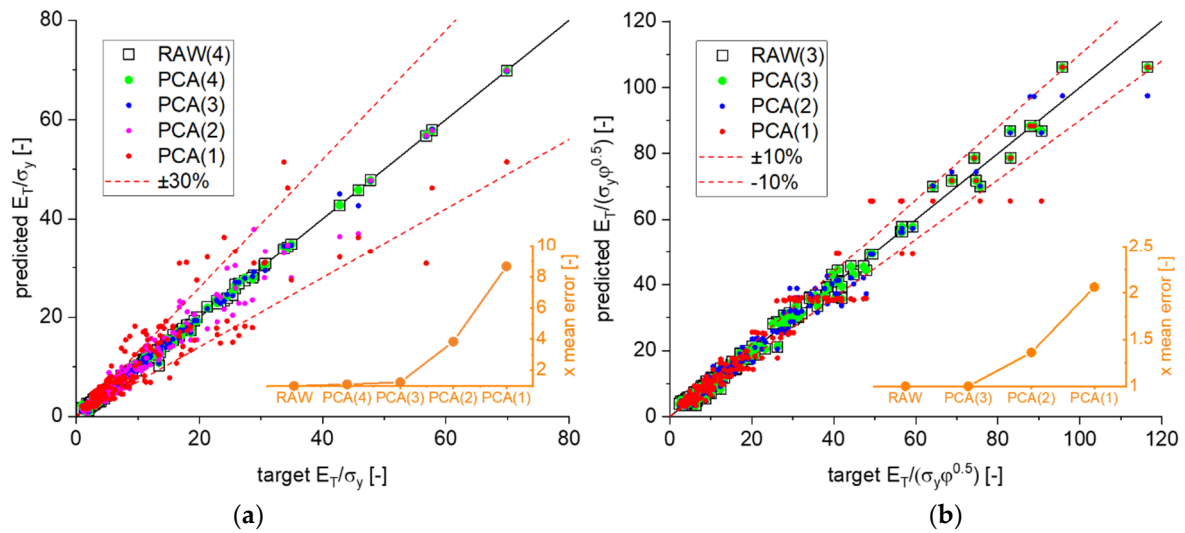 80
60
40
20
0
predicted E_T/σ_y [-]
RAW(4)
PCA(4)
PCA(3)
PCA(2)
PCA(1)
±30%
10
8
6
4
2
x mean error [-]
RAW PCA(4) PCA(3) PCA(2) PCA(1)
0 20 40 60 80
target E_T/σ_y [-]
(a)
120
100
80
60
40
20
0
predicted E_T/(σ_yφ^0.5) [-]
RAW(3)
PCA(3)
PCA(2)
PCA(1)
±10%
-10%
2.5
2
1.5
1
x mean error [-]
RAW PCA(3) PCA(2) PCA(1)
0 20 40 60 80 100 120
target E_T/(σ_yφ^0.5) [-]
(b)